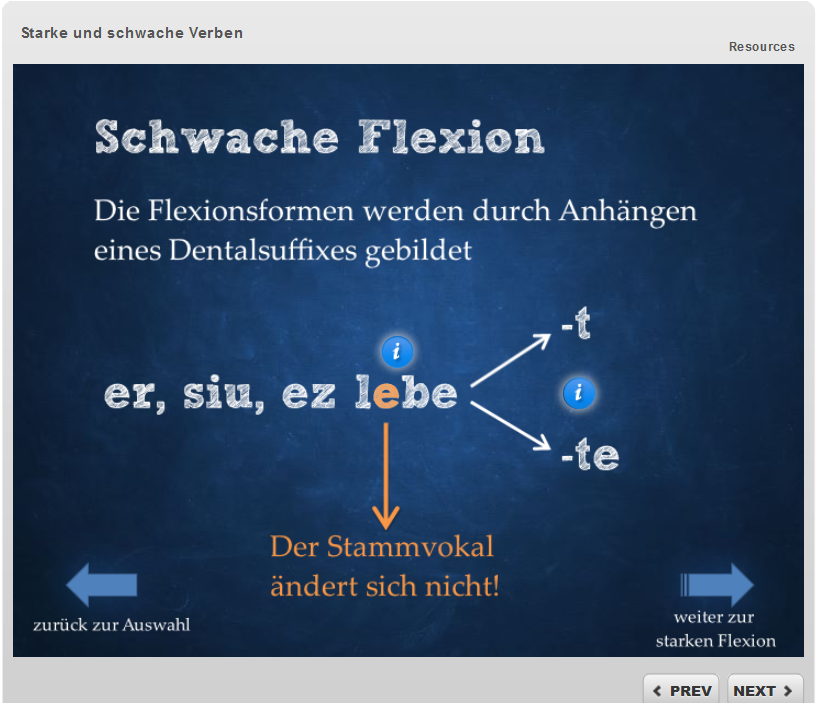 Starke und schwache Verben
Resources
Schwache Flexion
Die Flexionsformen werden durch Anhängen
eines Dentalsuffixes gebildet
i
-t
er, siu, ez lebe
i
-te
Der Stammvokal
ändert sich nicht!
zurück zur Auswahl
weiter zur
starken Flexion
PREV
NEXT